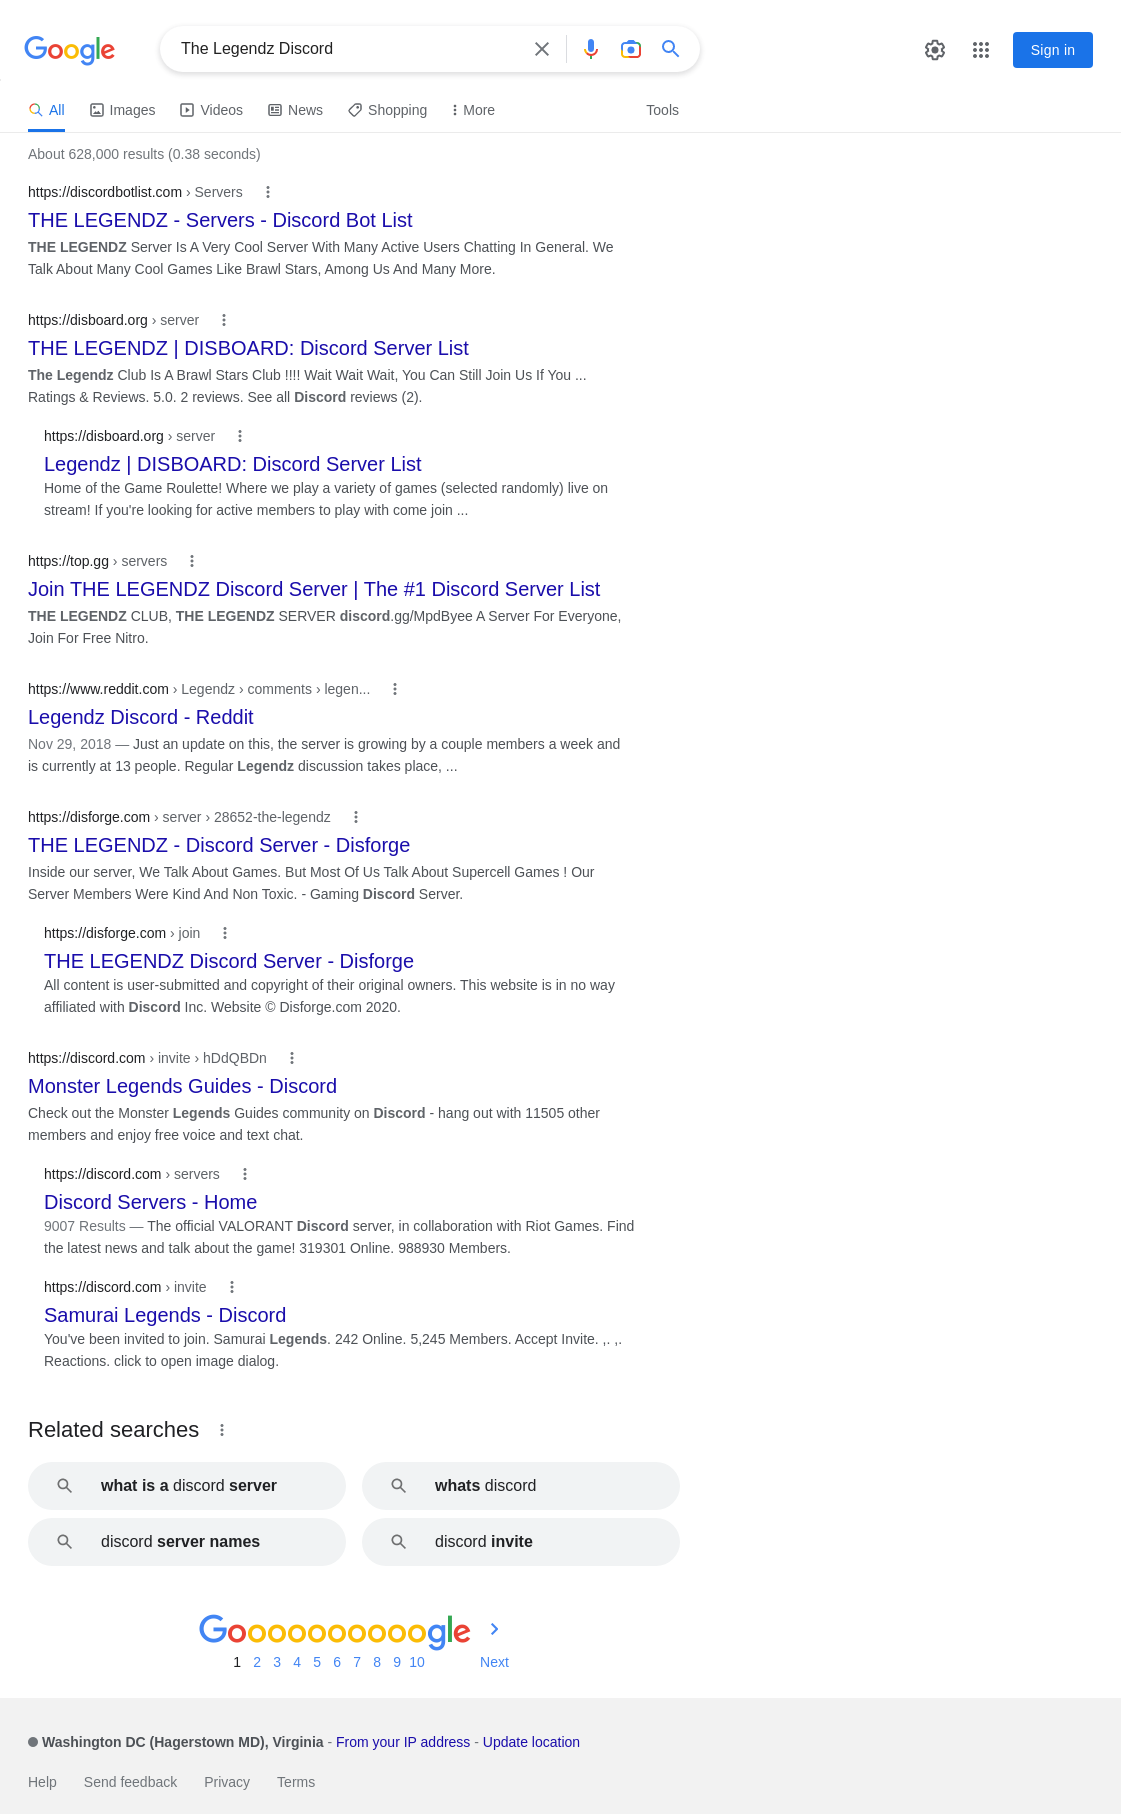 Google
The Legendz Discord
Sign in
All Images Videos News Shopping More Tools
About 628,000 results (0.38 seconds)
https://discordbotlist.com › Servers
THE LEGENDZ - Servers - Discord Bot List
THE LEGENDZ Server Is A Very Cool Server With Many Active Users Chatting In General. We
Talk About Many Cool Games Like Brawl Stars, Among Us And Many More.
https://disboard.org › server
THE LEGENDZ | DISBOARD: Discord Server List
The Legendz Club Is A Brawl Stars Club !!!! Wait Wait Wait, You Can Still Join Us If You ...
Ratings & Reviews. 5.0. 2 reviews. See all Discord reviews (2).
https://disboard.org › server
Legendz | DISBOARD: Discord Server List
Home of the Game Roulette! Where we play a variety of games (selected randomly) live on
stream! If you're looking for active members to play with come join ...
https://top.gg › servers
Join THE LEGENDZ Discord Server | The #1 Discord Server List
THE LEGENDZ CLUB, THE LEGENDZ SERVER discord.gg/MpdByee A Server For Everyone,
Join For Free Nitro.
https://www.reddit.com › Legendz › comments › legen...
Legendz Discord - Reddit
Nov 29, 2018 — Just an update on this, the server is growing by a couple members a week and
is currently at 13 people. Regular Legendz discussion takes place, ...
https://disforge.com › server › 28652-the-legendz
THE LEGENDZ - Discord Server - Disforge
Inside our server, We Talk About Games. But Most Of Us Talk About Supercell Games ! Our
Server Members Were Kind And Non Toxic. - Gaming Discord Server.
https://disforge.com › join
THE LEGENDZ Discord Server - Disforge
All content is user-submitted and copyright of their original owners. This website is in no way
affiliated with Discord Inc. Website © Disforge.com 2020.
https://discord.com › invite › hDdQBDn
Monster Legends Guides - Discord
Check out the Monster Legends Guides community on Discord - hang out with 11505 other
members and enjoy free voice and text chat.
https://discord.com › servers
Discord Servers - Home
9007 Results — The official VALORANT Discord server, in collaboration with Riot Games. Find
the latest news and talk about the game! 319301 Online. 988930 Members.
https://discord.com › invite
Samurai Legends - Discord
You've been invited to join. Samurai Legends. 242 Online. 5,245 Members. Accept Invite. ,. ,.
Reactions. click to open image dialog.
Related searches
what is a discord server
whats discord
discord server names
discord invite
Goooooooooogle
1 2 3 4 5 6 7 8 9 10 Next
Washington DC (Hagerstown MD), Virginia - From your IP address - Update location
Help Send feedback Privacy Terms